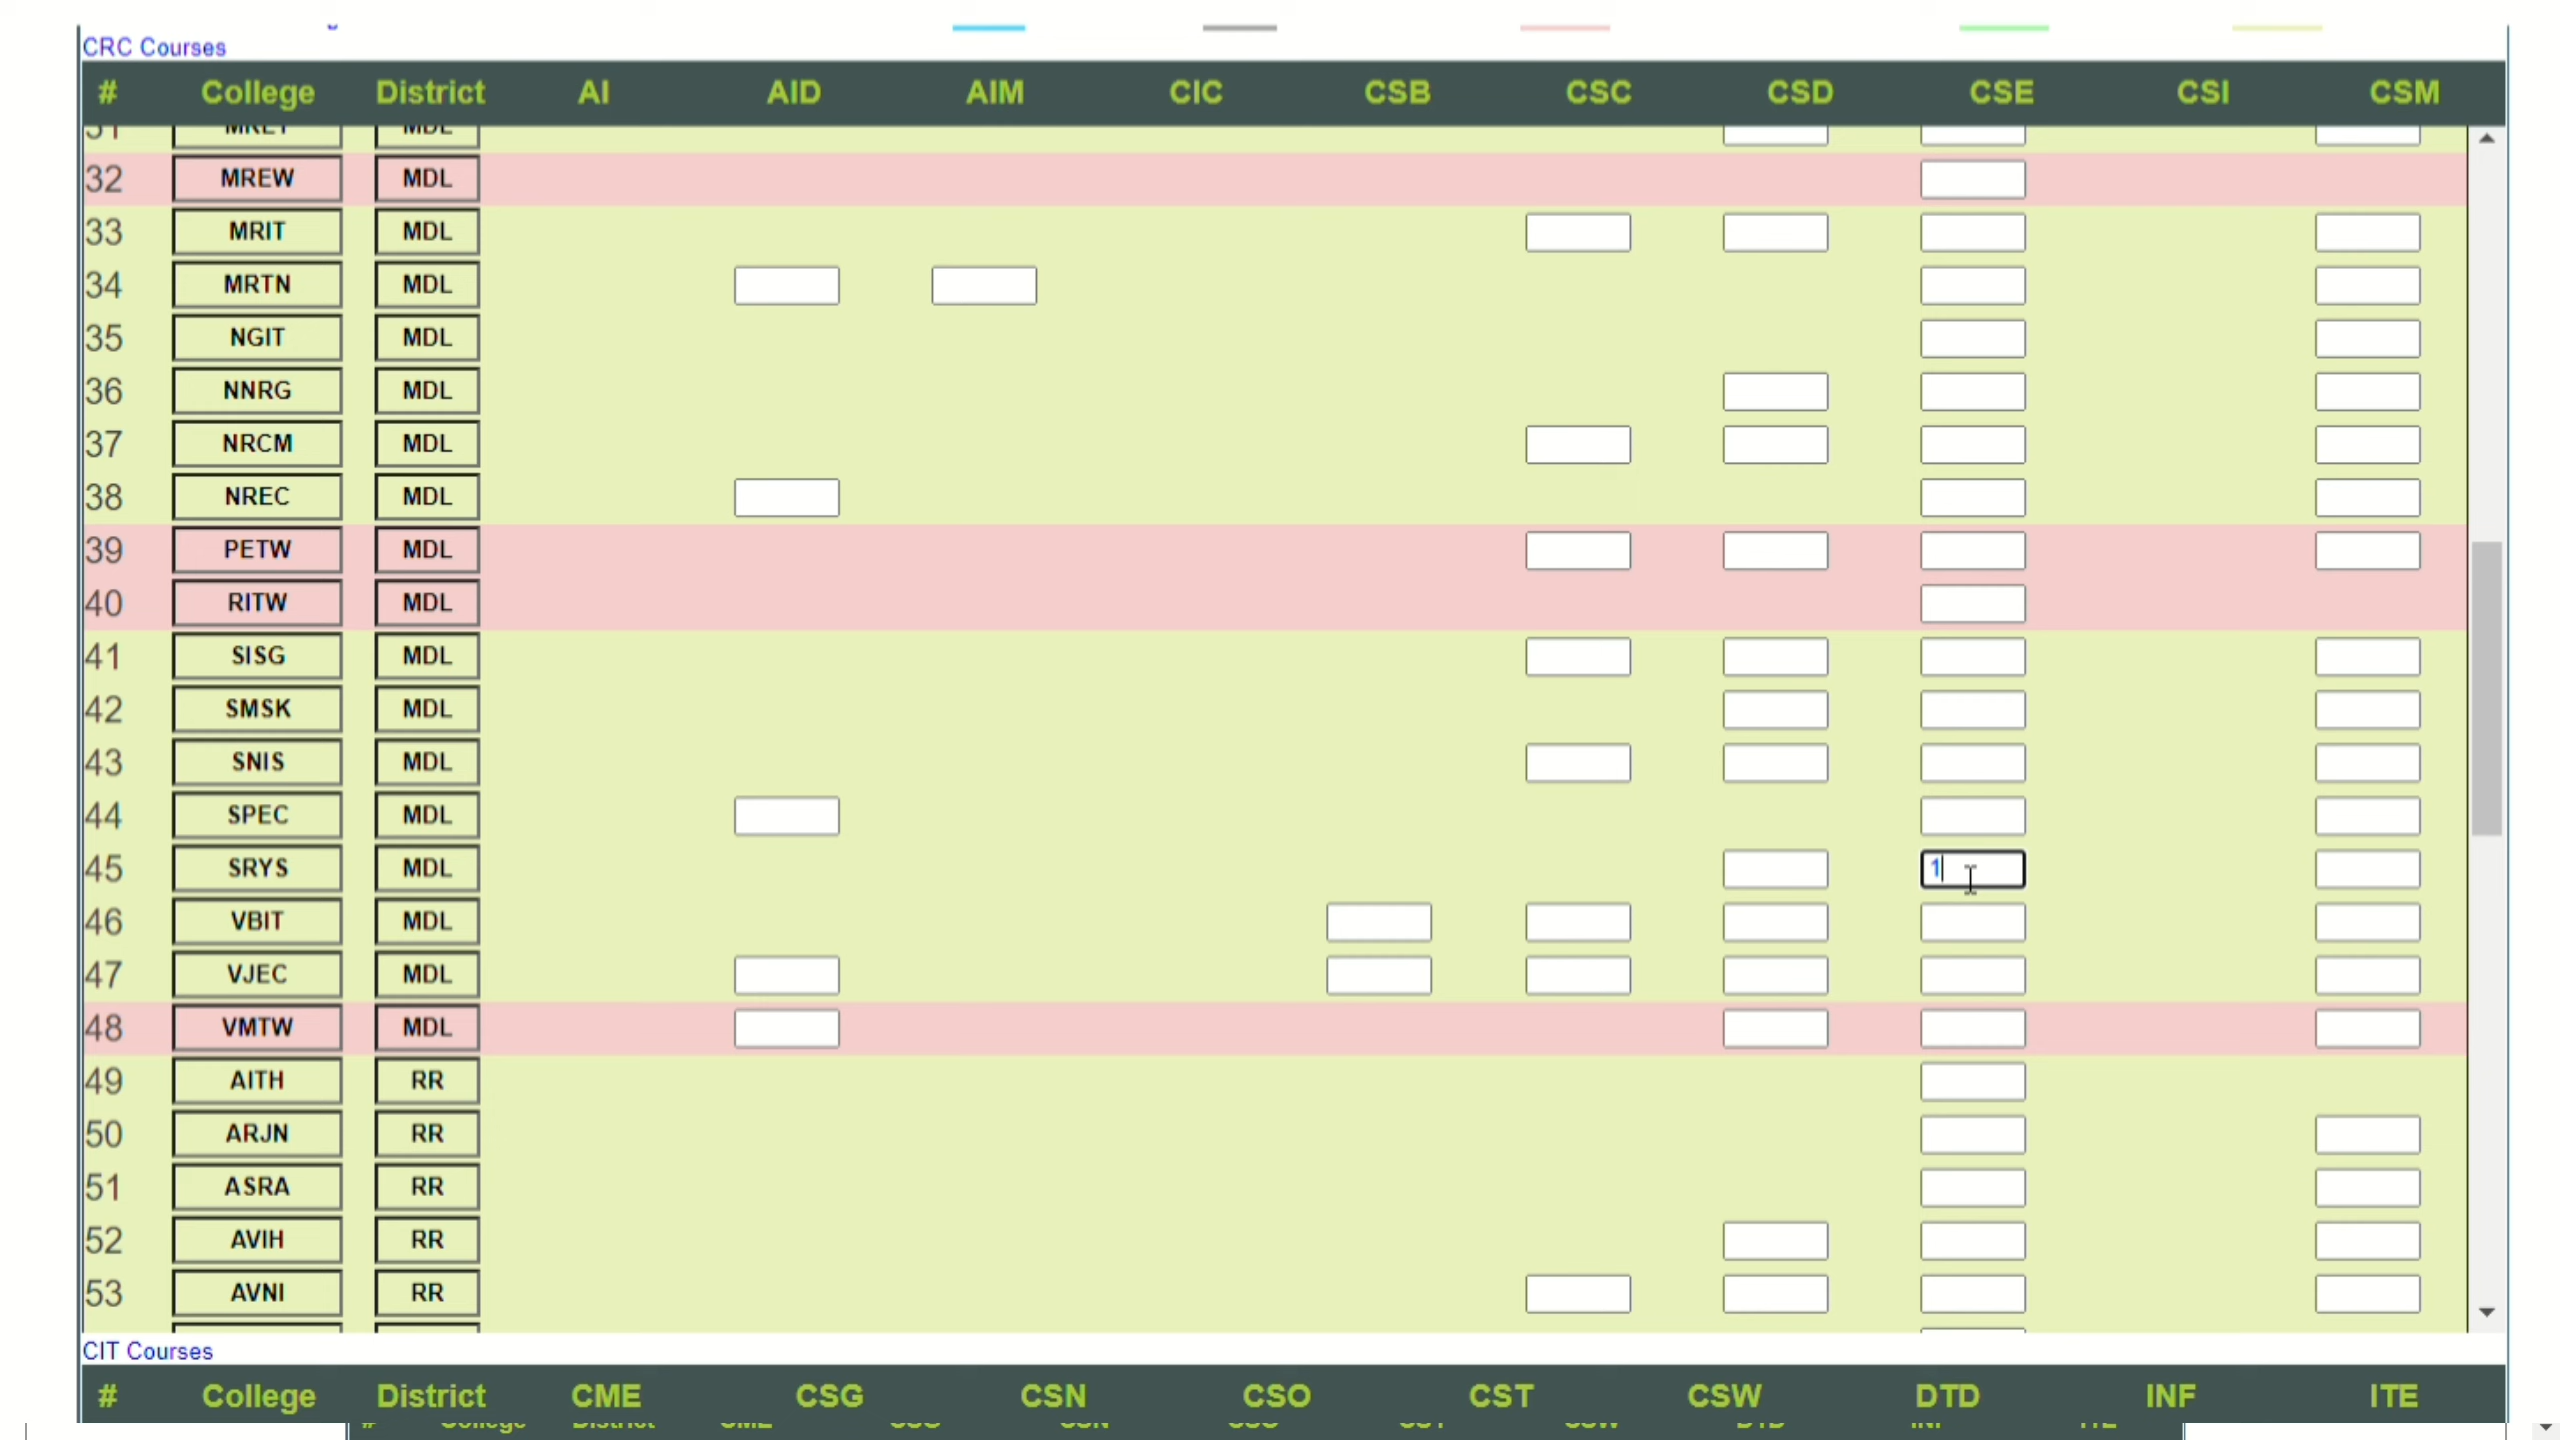 CRC Courses
# College District AI AID AIM CIC CSB CSC CSD CSE CSI CSM
32 MREW MDL
33 MRIT MDL
34 MRTN MDL
35 NGIT MDL
36 NNRG MDL
37 NRCM MDL
38 NREC MDL
39 PETW MDL
40 RITW MDL
41 SISG MDL
42 SMSK MDL
43 SNIS MDL
44 SPEC MDL
45 SRYS MDL 1
46 VBIT MDL
47 VJEC MDL
48 VMTW MDL
49 AITH RR
50 ARJN RR
51 ASRA RR
52 AVIH RR
53 AVNI RR
CIT Courses
# College District CME CSG CSN CSO CST CSW DTD INF ITE